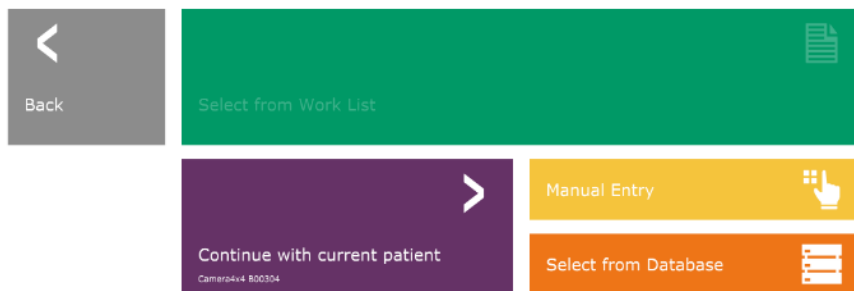 Back
Select from Work List
Continue with current patient
Camera4x4 B00304
Manual Entry
Select from Database